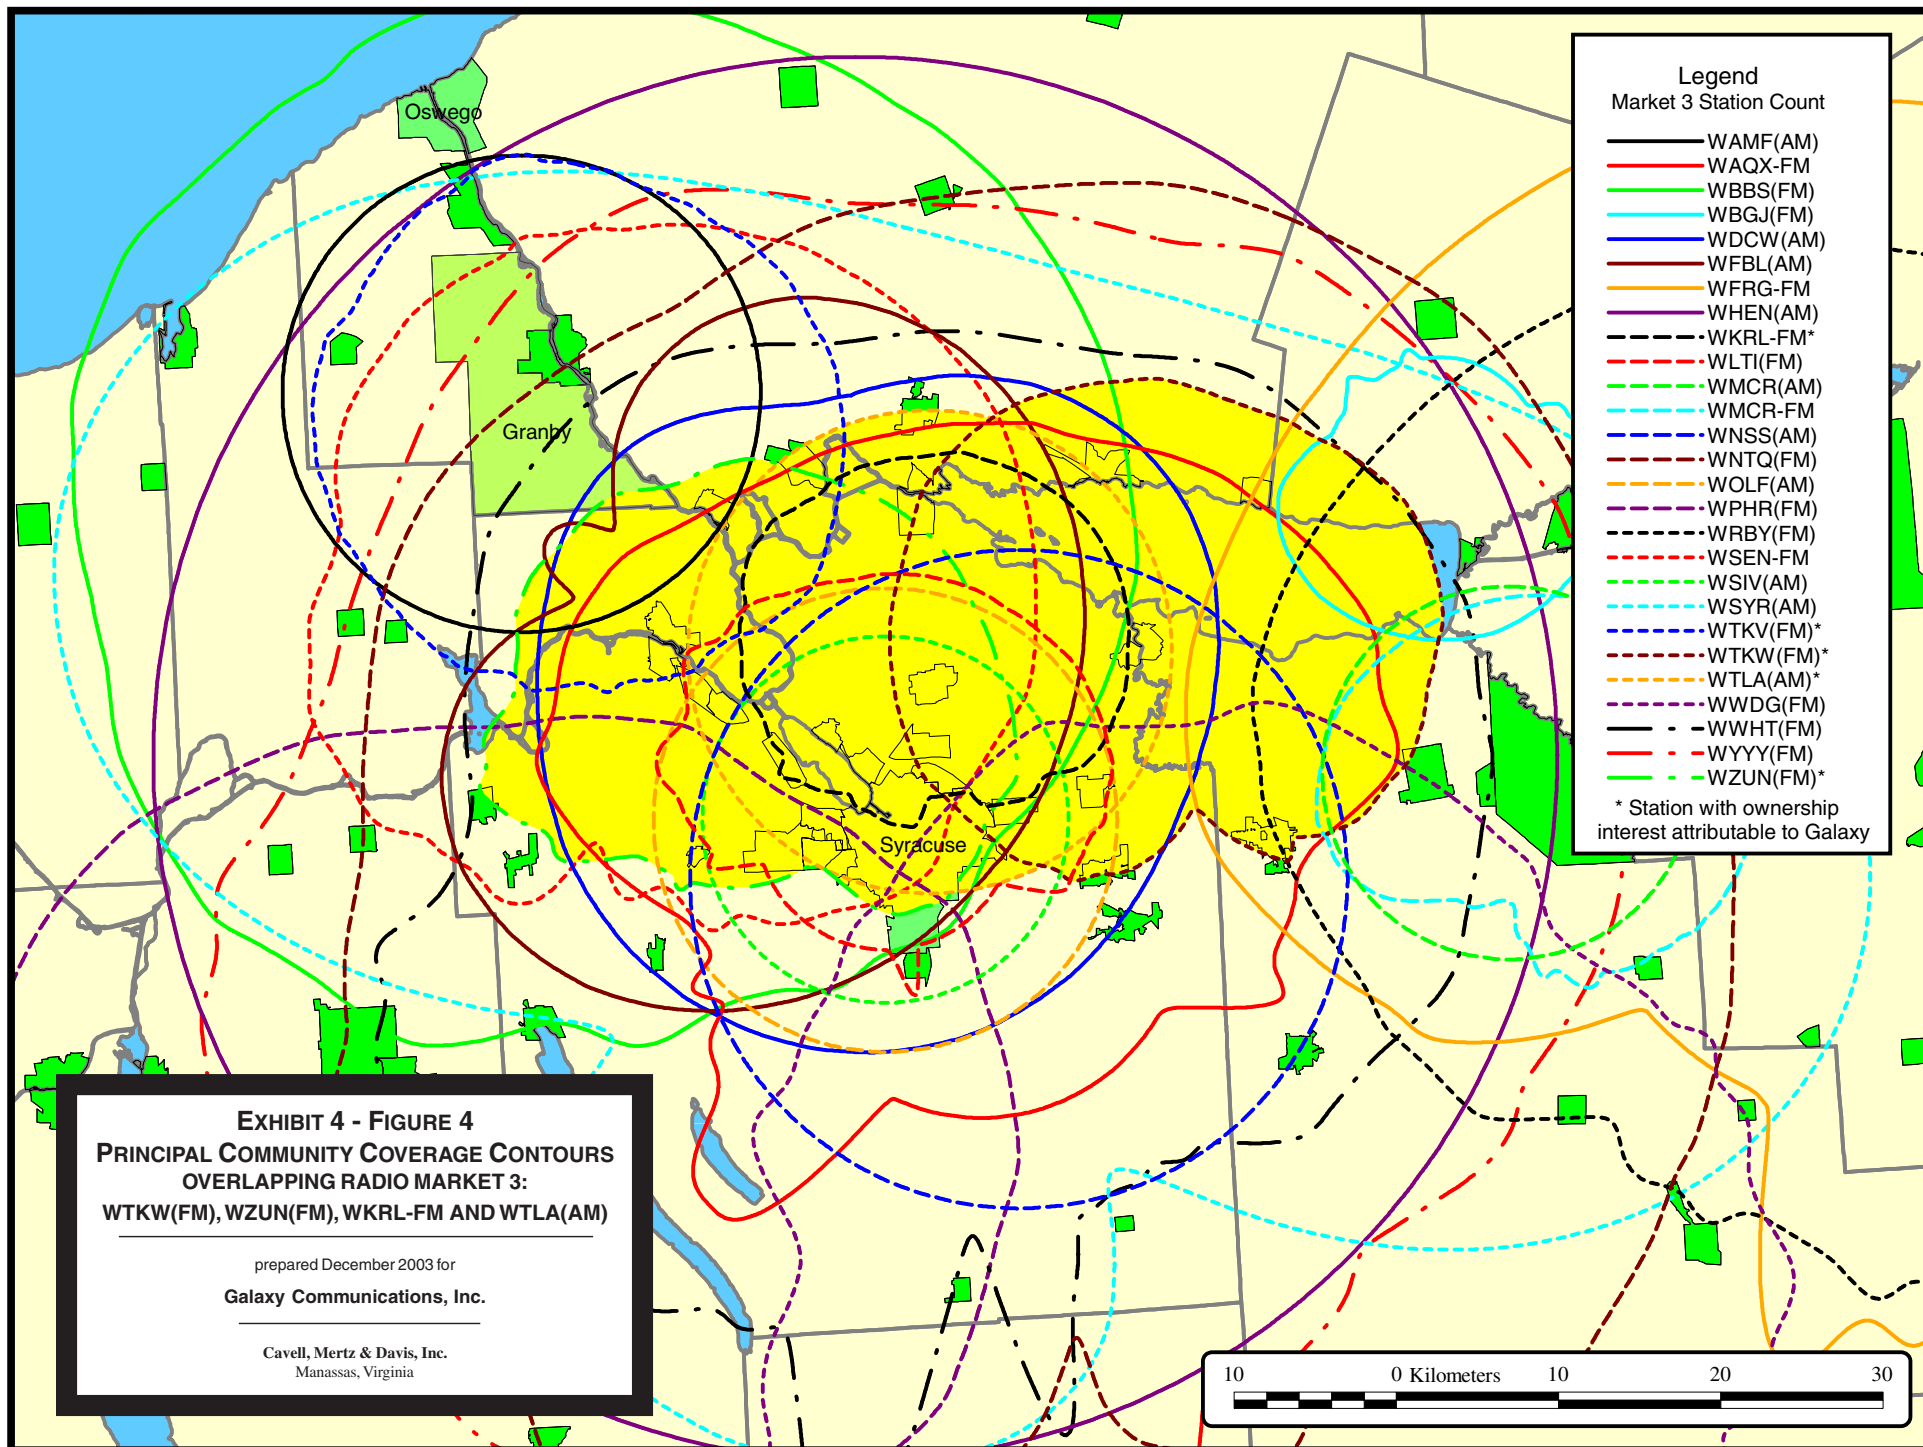 Oswego
Granby
Syracuse
Legend
Market 3 Station Count
WAMF(AM)
WAQX-FM
WBBS(FM)
WBGJ(FM)
WDCW(AM)
WFBL(AM)
WFRG-FM
WHEN(AM)
WKRL-FM*
WLTI(FM)
WMCR(AM)
WMCR-FM
WNSS(AM)
WNTQ(FM)
WOLF(AM)
WPHR(FM)
WRBY(FM)
WSEN-FM
WSIV(AM)
WSYR(AM)
WTKV(FM)*
WTKW(FM)*
WTLA(AM)*
WWDG(FM)
WWHT(FM)
WYYY(FM)
WZUN(FM)*
* Station with ownership
interest attributable to Galaxy
EXHIBIT 4 - FIGURE 4
PRINCIPAL COMMUNITY COVERAGE CONTOURS
OVERLAPPING RADIO MARKET 3:
WTKW(FM), WZUN(FM), WKRL-FM AND WTLA(AM)
prepared December 2003 for
Galaxy Communications, Inc.
Cavell, Mertz & Davis, Inc.
Manassas, Virginia
10 0 Kilometers 10 20 30